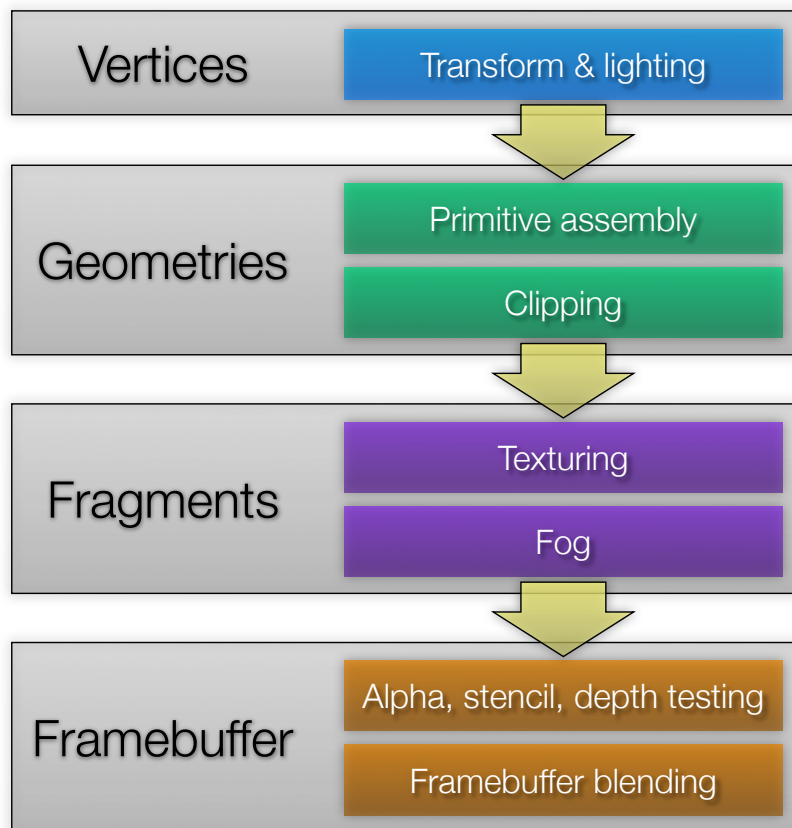 Vertices
Transform & lighting
Geometries
Primitive assembly
Clipping
Fragments
Texturing
Fog
Framebuffer
Alpha, stencil, depth testing
Framebuffer blending